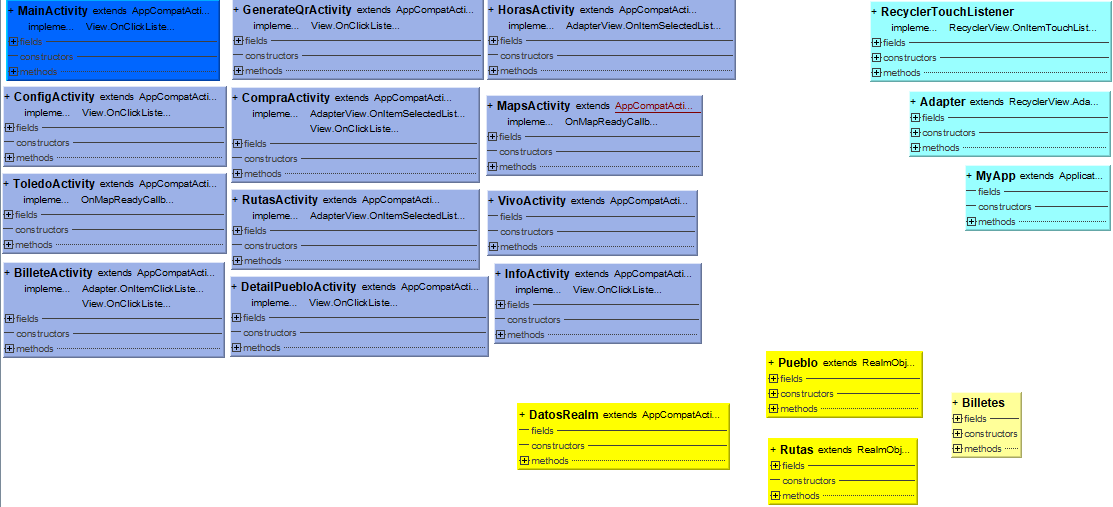 + MainActivity extends AppCompatActi...
impleme... View.OnClickListe...
fields
constructors
methods
+ GenerateQrActivity extends AppCompatActi...
impleme... View.OnClickListe...
fields
constructors
methods
+ HorasActivity extends AppCompatActi...
impleme... AdapterView.OnItemSelectedList...
fields
constructors
methods
+ RecyclerTouchListener
impleme... RecyclerView.OnItemTouchList...
fields
constructors
methods
+ ConfigActivity extends AppCompatActi...
impleme... View.OnClickListe...
fields
constructors
methods
+ CompraActivity extends AppCompatActi...
impleme... AdapterView.OnItemSelectedList...
View.OnClickListe...
fields
constructors
methods
+ MapsActivity extends AppCompatActi...
impleme... OnMapReadyCallb...
fields
constructors
methods
+ Adapter extends RecyclerView.Ada...
fields
constructors
methods
+ ToledoActivity extends AppCompatActi...
impleme... OnMapReadyCallb...
fields
constructors
methods
+ RutasActivity extends AppCompatActi...
impleme... AdapterView.OnItemSelectedList...
fields
constructors
methods
+ VivoActivity extends AppCompatActi...
fields
constructors
methods
+ MyApp extends Applicat...
fields
constructors
methods
+ BilleteActivity extends AppCompatActi...
impleme... Adapter.OnItemClickListe...
View.OnClickListe...
fields
constructors
methods
+ DetailPuebloActivity extends AppCompatActi...
impleme... View.OnClickListe...
fields
constructors
methods
+ InfoActivity extends AppCompatActi...
impleme... View.OnClickListe...
fields
constructors
methods
+ Pueblo extends RealmObj...
fields
constructors
methods
+ Billetes
fields
constructors
methods
+ DatosRealm extends AppCompatActi...
fields
constructors
methods
+ Rutas extends RealmObj...
fields
constructors
methods